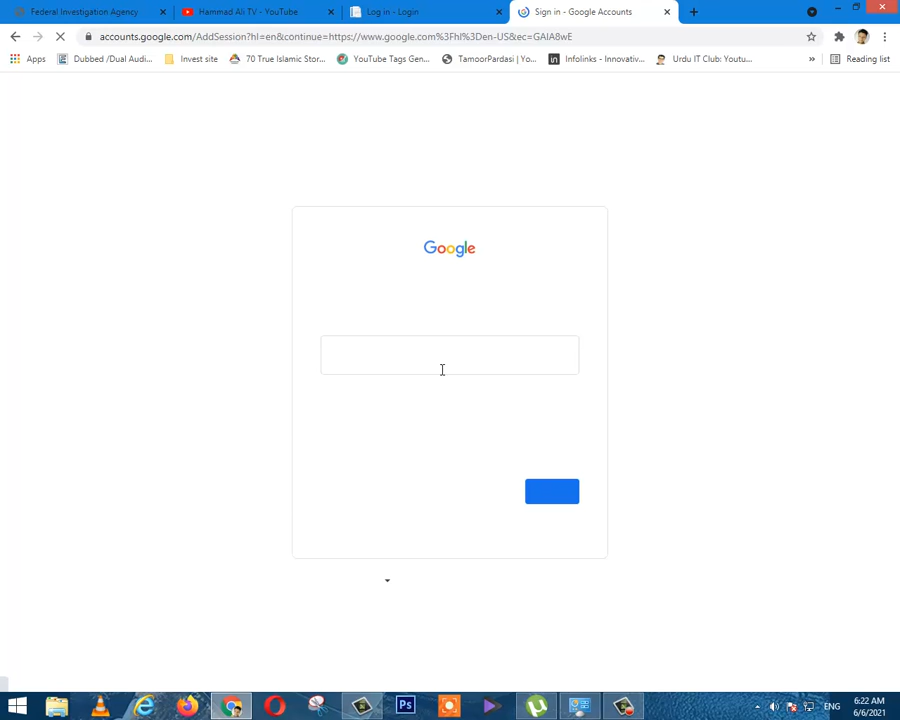 Federal Investigation Agency
Hammad Ali TV - YouTube
Log in - Login
Sign in - Google Accounts
accounts.google.com/AddSession?hl=en&continue=https://www.google.com%3Fhl%3Den-US&ec=GAlA8wE
Apps
Dubbed /Dual Audi...
Invest site
70 True Islamic Stor...
YouTube Tags Gen...
TamoorPardasi | Yo...
in
Infolinks - Innovativ...
Urdu IT Club: Youtu...
»
Reading list
Google
Ps
ENG
6:22 AM
6/6/2021